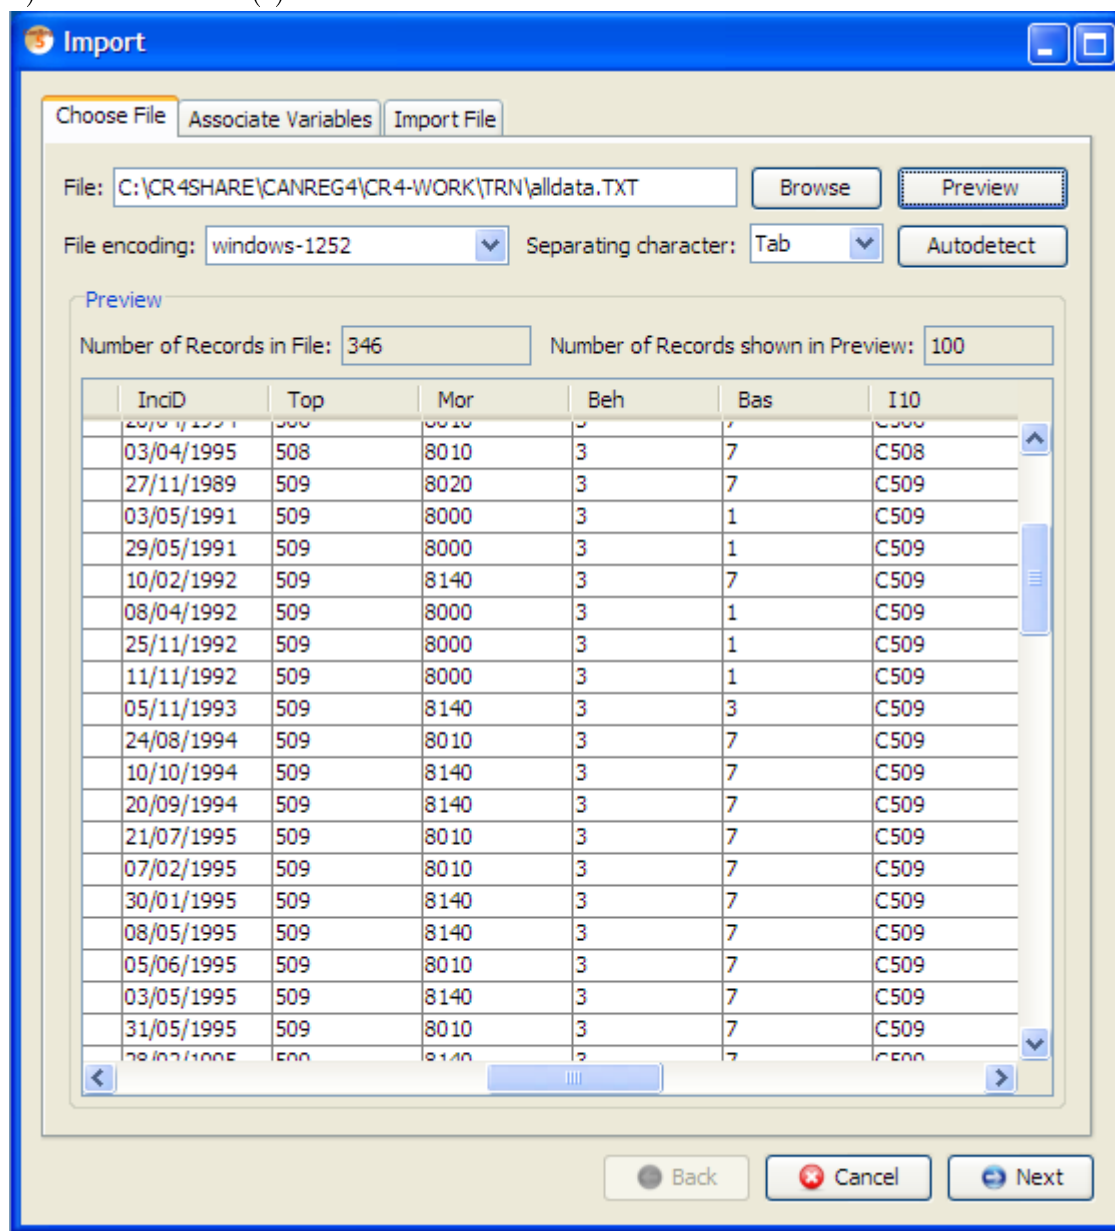 Import
Choose File Associate Variables Import File
File: C:\CR4SHARE\CANREG4\CR4-WORK\TRN\alldata.TXT Browse Preview
File encoding: windows-1252 Separating character: Tab Autodetect
Preview
Number of Records in File: 346 Number of Records shown in Preview: 100
InciD Top Mor Beh Bas I10
03/04/1995 508 8010 3 7 C508
27/11/1989 509 8020 3 7 C509
03/05/1991 509 8000 3 1 C509
29/05/1991 509 8000 3 1 C509
10/02/1992 509 8140 3 7 C509
08/04/1992 509 8000 3 1 C509
25/11/1992 509 8000 3 1 C509
11/11/1992 509 8000 3 1 C509
05/11/1993 509 8140 3 3 C509
24/08/1994 509 8010 3 7 C509
10/10/1994 509 8140 3 7 C509
20/09/1994 509 8140 3 7 C509
21/07/1995 509 8010 3 7 C509
07/02/1995 509 8010 3 7 C509
30/01/1995 509 8140 3 7 C509
08/05/1995 509 8140 3 7 C509
05/06/1995 509 8010 3 7 C509
03/05/1995 509 8140 3 7 C509
31/05/1995 509 8010 3 7 C509
Back Cancel Next